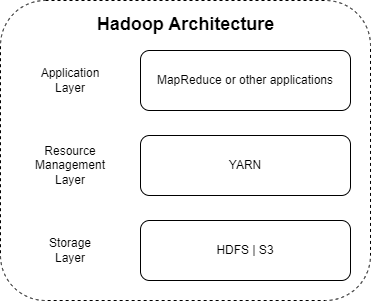 Hadoop Architecture
Application
Layer
MapReduce or other applications
Resource
Management
Layer
YARN
Storage
Layer
HDFS | S3